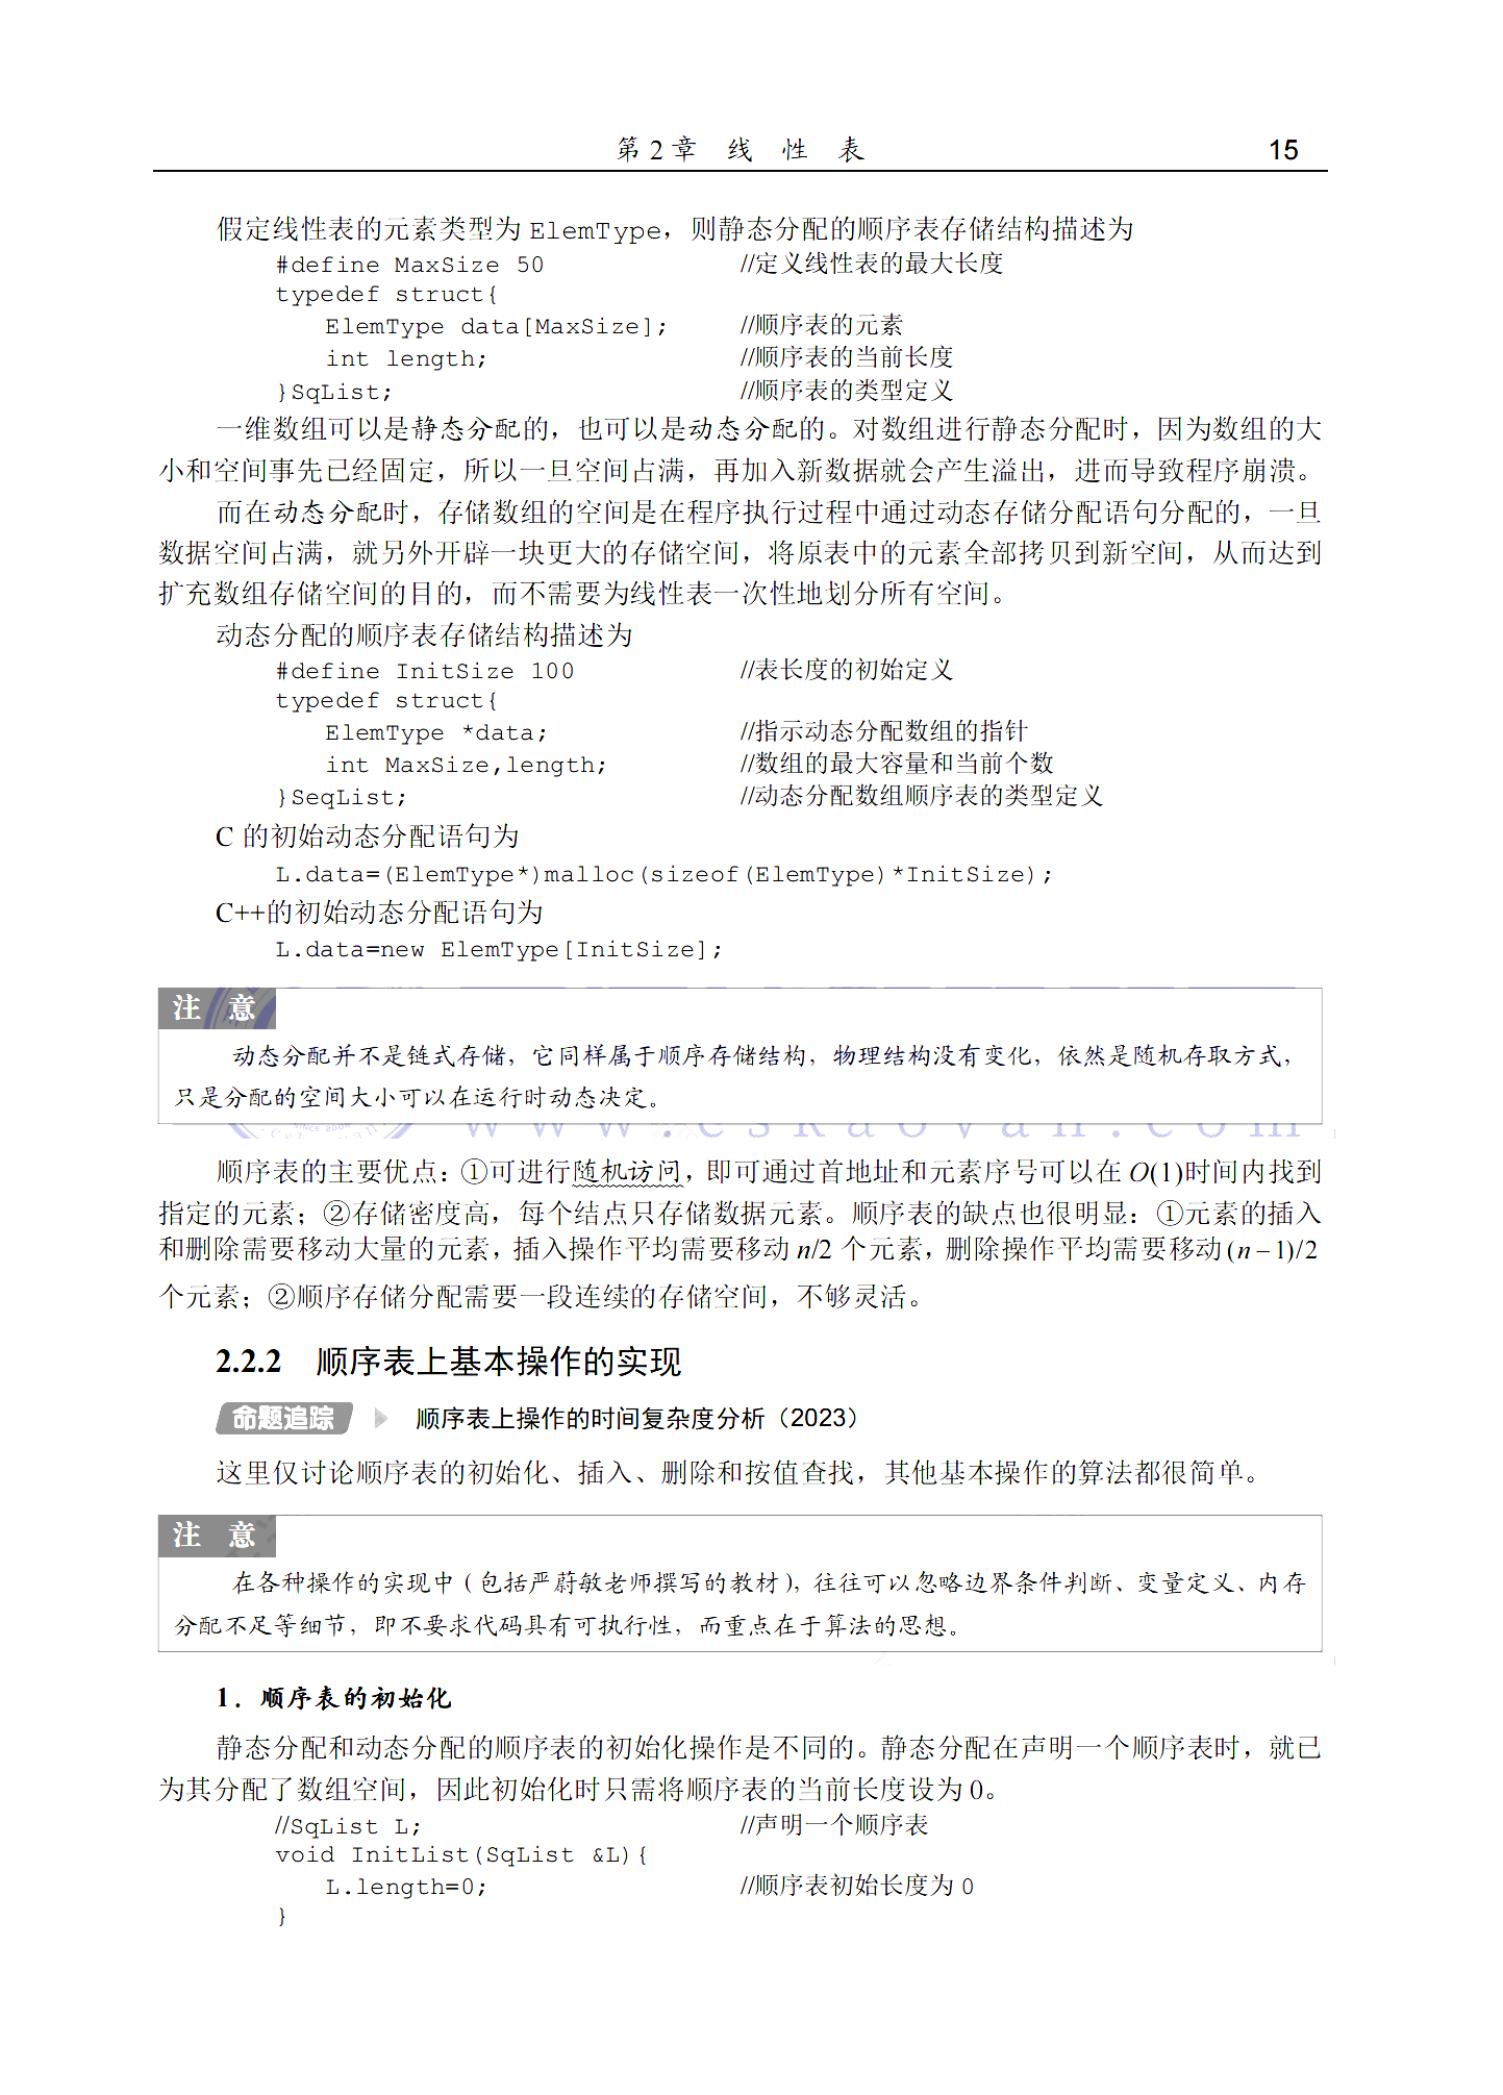 第2章 线 性 表 15
假定线性表的元素类型为 ElemType，则静态分配的顺序表存储结构描述为
#define MaxSize 50 //定义线性表的最大长度
typedef struct{
ElemType data[MaxSize]; //顺序表的元素
int length; //顺序表的当前长度
}SqList; //顺序表的类型定义
一维数组可以是静态分配的，也可以是动态分配的。对数组进行静态分配时，因为数组的大
小和空间事先已经固定，所以一旦空间占满，再加入新数据就会产生溢出，进而导致程序崩溃。
而在动态分配时，存储数组的空间是在程序执行过程中通过动态存储分配语句分配的，一旦
数据空间占满，就另外开辟一块更大的存储空间，将原表中的元素全部拷贝到新空间，从而达到
扩充数组存储空间的目的，而不需要为线性表一次性地划分所有空间。
动态分配的顺序表存储结构描述为
#define InitSize 100 //表长度的初始定义
typedef struct{
ElemType *data; //指示动态分配数组的指针
int MaxSize,length; //数组的最大容量和当前个数
}SeqList; //动态分配数组顺序表的类型定义
C 的初始动态分配语句为
L.data=(ElemType*)malloc(sizeof(ElemType)*InitSize);
C++的初始动态分配语句为
L.data=new ElemType[InitSize];
注 意
动态分配并不是链式存储，它同样属于顺序存储结构，物理结构没有变化，依然是随机存取方式，
只是分配的空间大小可以在运行时动态决定。
SINCE 2008
www.cskaoyan.com
顺序表的主要优点：①可进行随机访问，即可通过首地址和元素序号可以在 O(1)时间内找到
指定的元素；②存储密度高，每个结点只存储数据元素。顺序表的缺点也很明显：①元素的插入
和删除需要移动大量的元素，插入操作平均需要移动 n/2 个元素，删除操作平均需要移动(n – 1)/2
个元素；②顺序存储分配需要一段连续的存储空间，不够灵活。
2.2.2 顺序表上基本操作的实现
命题追踪 顺序表上操作的时间复杂度分析（2023）
这里仅讨论顺序表的初始化、插入、删除和按值查找，其他基本操作的算法都很简单。
注 意
在各种操作的实现中（包括严蔚敏老师撰写的教材），往往可以忽略边界条件判断、变量定义、内存
分配不足等细节，即不要求代码具有可执行性，而重点在于算法的思想。
1．顺序表的初始化
静态分配和动态分配的顺序表的初始化操作是不同的。静态分配在声明一个顺序表时，就已
为其分配了数组空间，因此初始化时只需将顺序表的当前长度设为 0。
//SqList L; //声明一个顺序表
void InitList(SqList &L){
L.length=0; //顺序表初始长度为 0
}